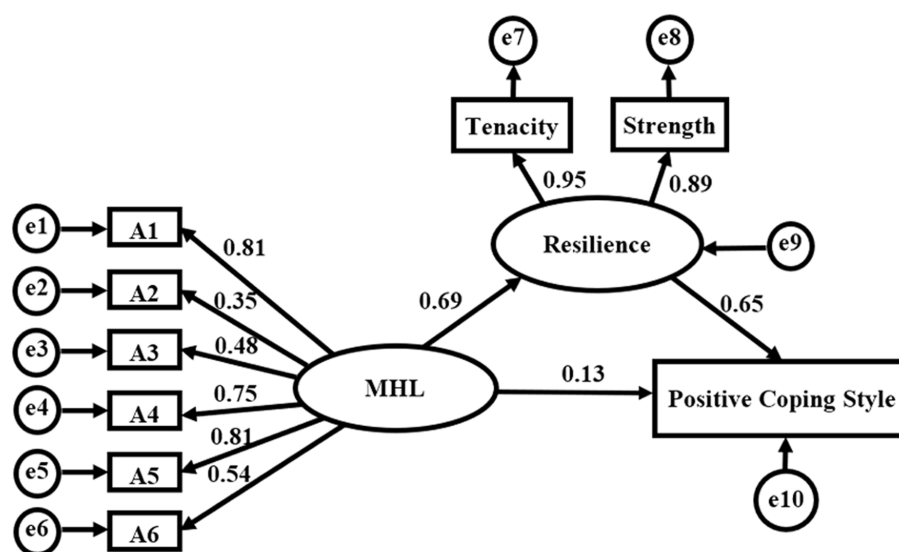 e7
e8
Tenacity
Strength
0.95
0.89
e1
A1
0.81
Resilience
e9
e2
A2
0.35
0.69
0.65
e3
A3
0.48
0.13
MHL
Positive Coping Style
e4
A4
0.75
0.81
e5
A5
0.54
e10
e6
A6